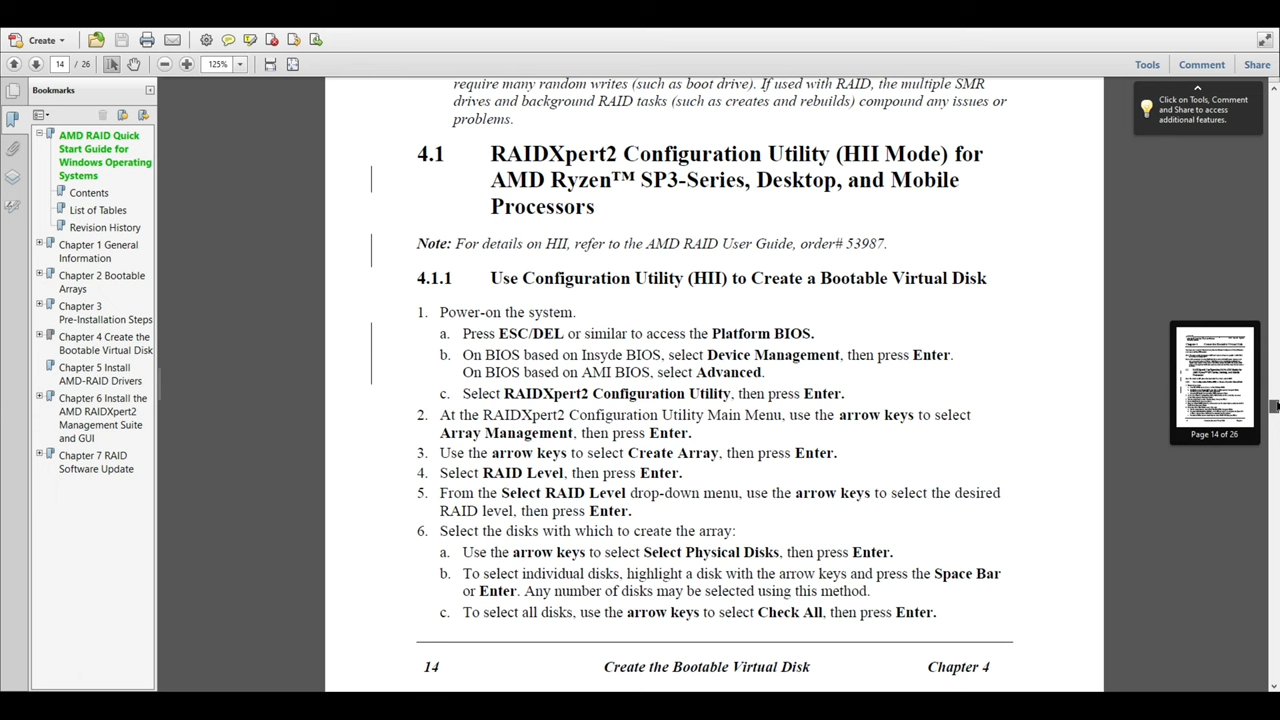 Create
14 / 26
125%
Tools
Comment
Share
Bookmarks
Click on Tools, Comment
and Share to access
additional features.
AMD RAID Quick
Start Guide for
Windows Operating
Systems
Contents
List of Tables
Revision History
Chapter 1 General
Information
Chapter 2 Bootable
Arrays
Chapter 3
Pre-Installation Steps
Chapter 4 Create the
Bootable Virtual Disk
Chapter 5 Install
AMD-RAID Drivers
Chapter 6 Install the
AMD RAIDXpert2
Management Suite
and GUI
Chapter 7 RAID
Software Update
require many random writes (such as boot drive). If used with RAID, the multiple SMR
drives and background RAID tasks (such as creates and rebuilds) compound any issues or
problems.
4.1 RAIDXpert2 Configuration Utility (HII Mode) for
AMD Ryzen™ SP3-Series, Desktop, and Mobile
Processors
Note: For details on HII, refer to the AMD RAID User Guide, order# 53987.
4.1.1 Use Configuration Utility (HII) to Create a Bootable Virtual Disk
1. Power-on the system.
a. Press ESC/DEL or similar to access the Platform BIOS.
b. On BIOS based on Insyde BIOS, select Device Management, then press Enter.
On BIOS based on AMI BIOS, select Advanced.
c. Select RAIDXpert2 Configuration Utility, then press Enter.
2. At the RAIDXpert2 Configuration Utility Main Menu, use the arrow keys to select
Array Management, then press Enter.
3. Use the arrow keys to select Create Array, then press Enter.
4. Select RAID Level, then press Enter.
5. From the Select RAID Level drop-down menu, use the arrow keys to select the desired
RAID level, then press Enter.
6. Select the disks with which to create the array:
a. Use the arrow keys to select Select Physical Disks, then press Enter.
b. To select individual disks, highlight a disk with the arrow keys and press the Space Bar
or Enter. Any number of disks may be selected using this method.
c. To select all disks, use the arrow keys to select Check All, then press Enter.
14 Create the Bootable Virtual Disk Chapter 4
Page 14 of 26